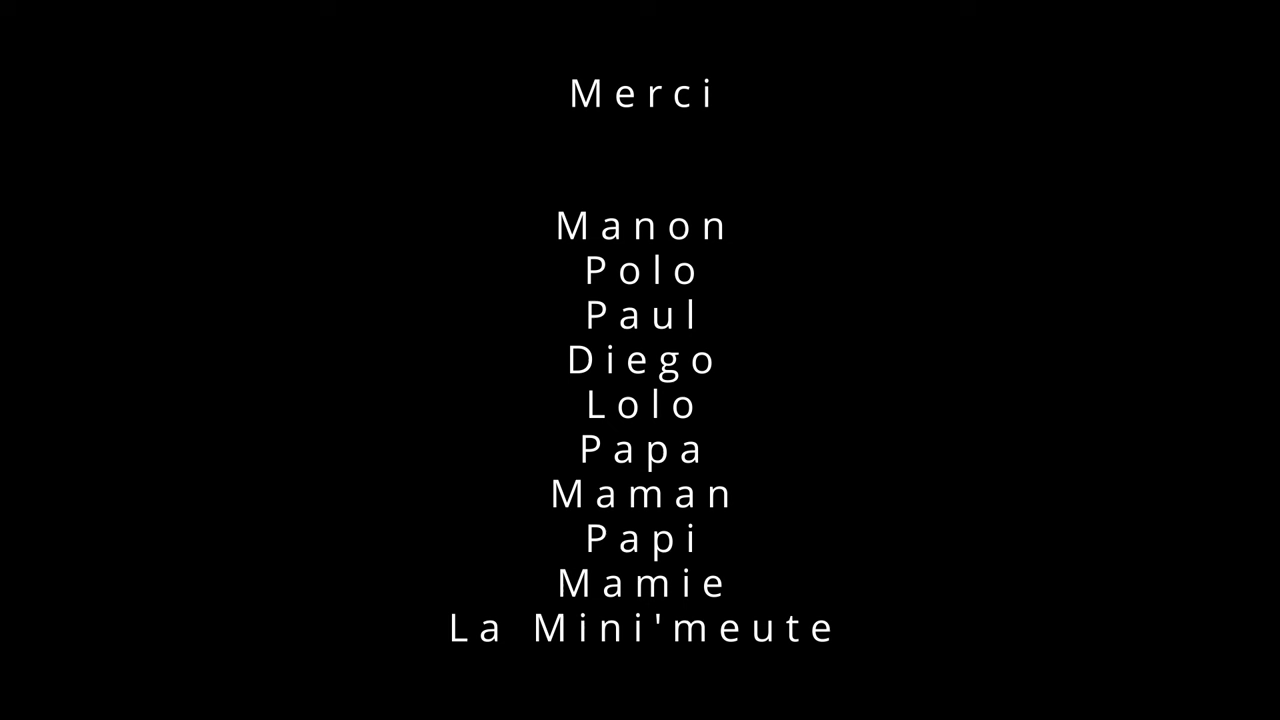 Merci
Manon
Polo
Paul
Diego
Lolo
Papa
Maman
Papi
Mamie
La Mini'meute